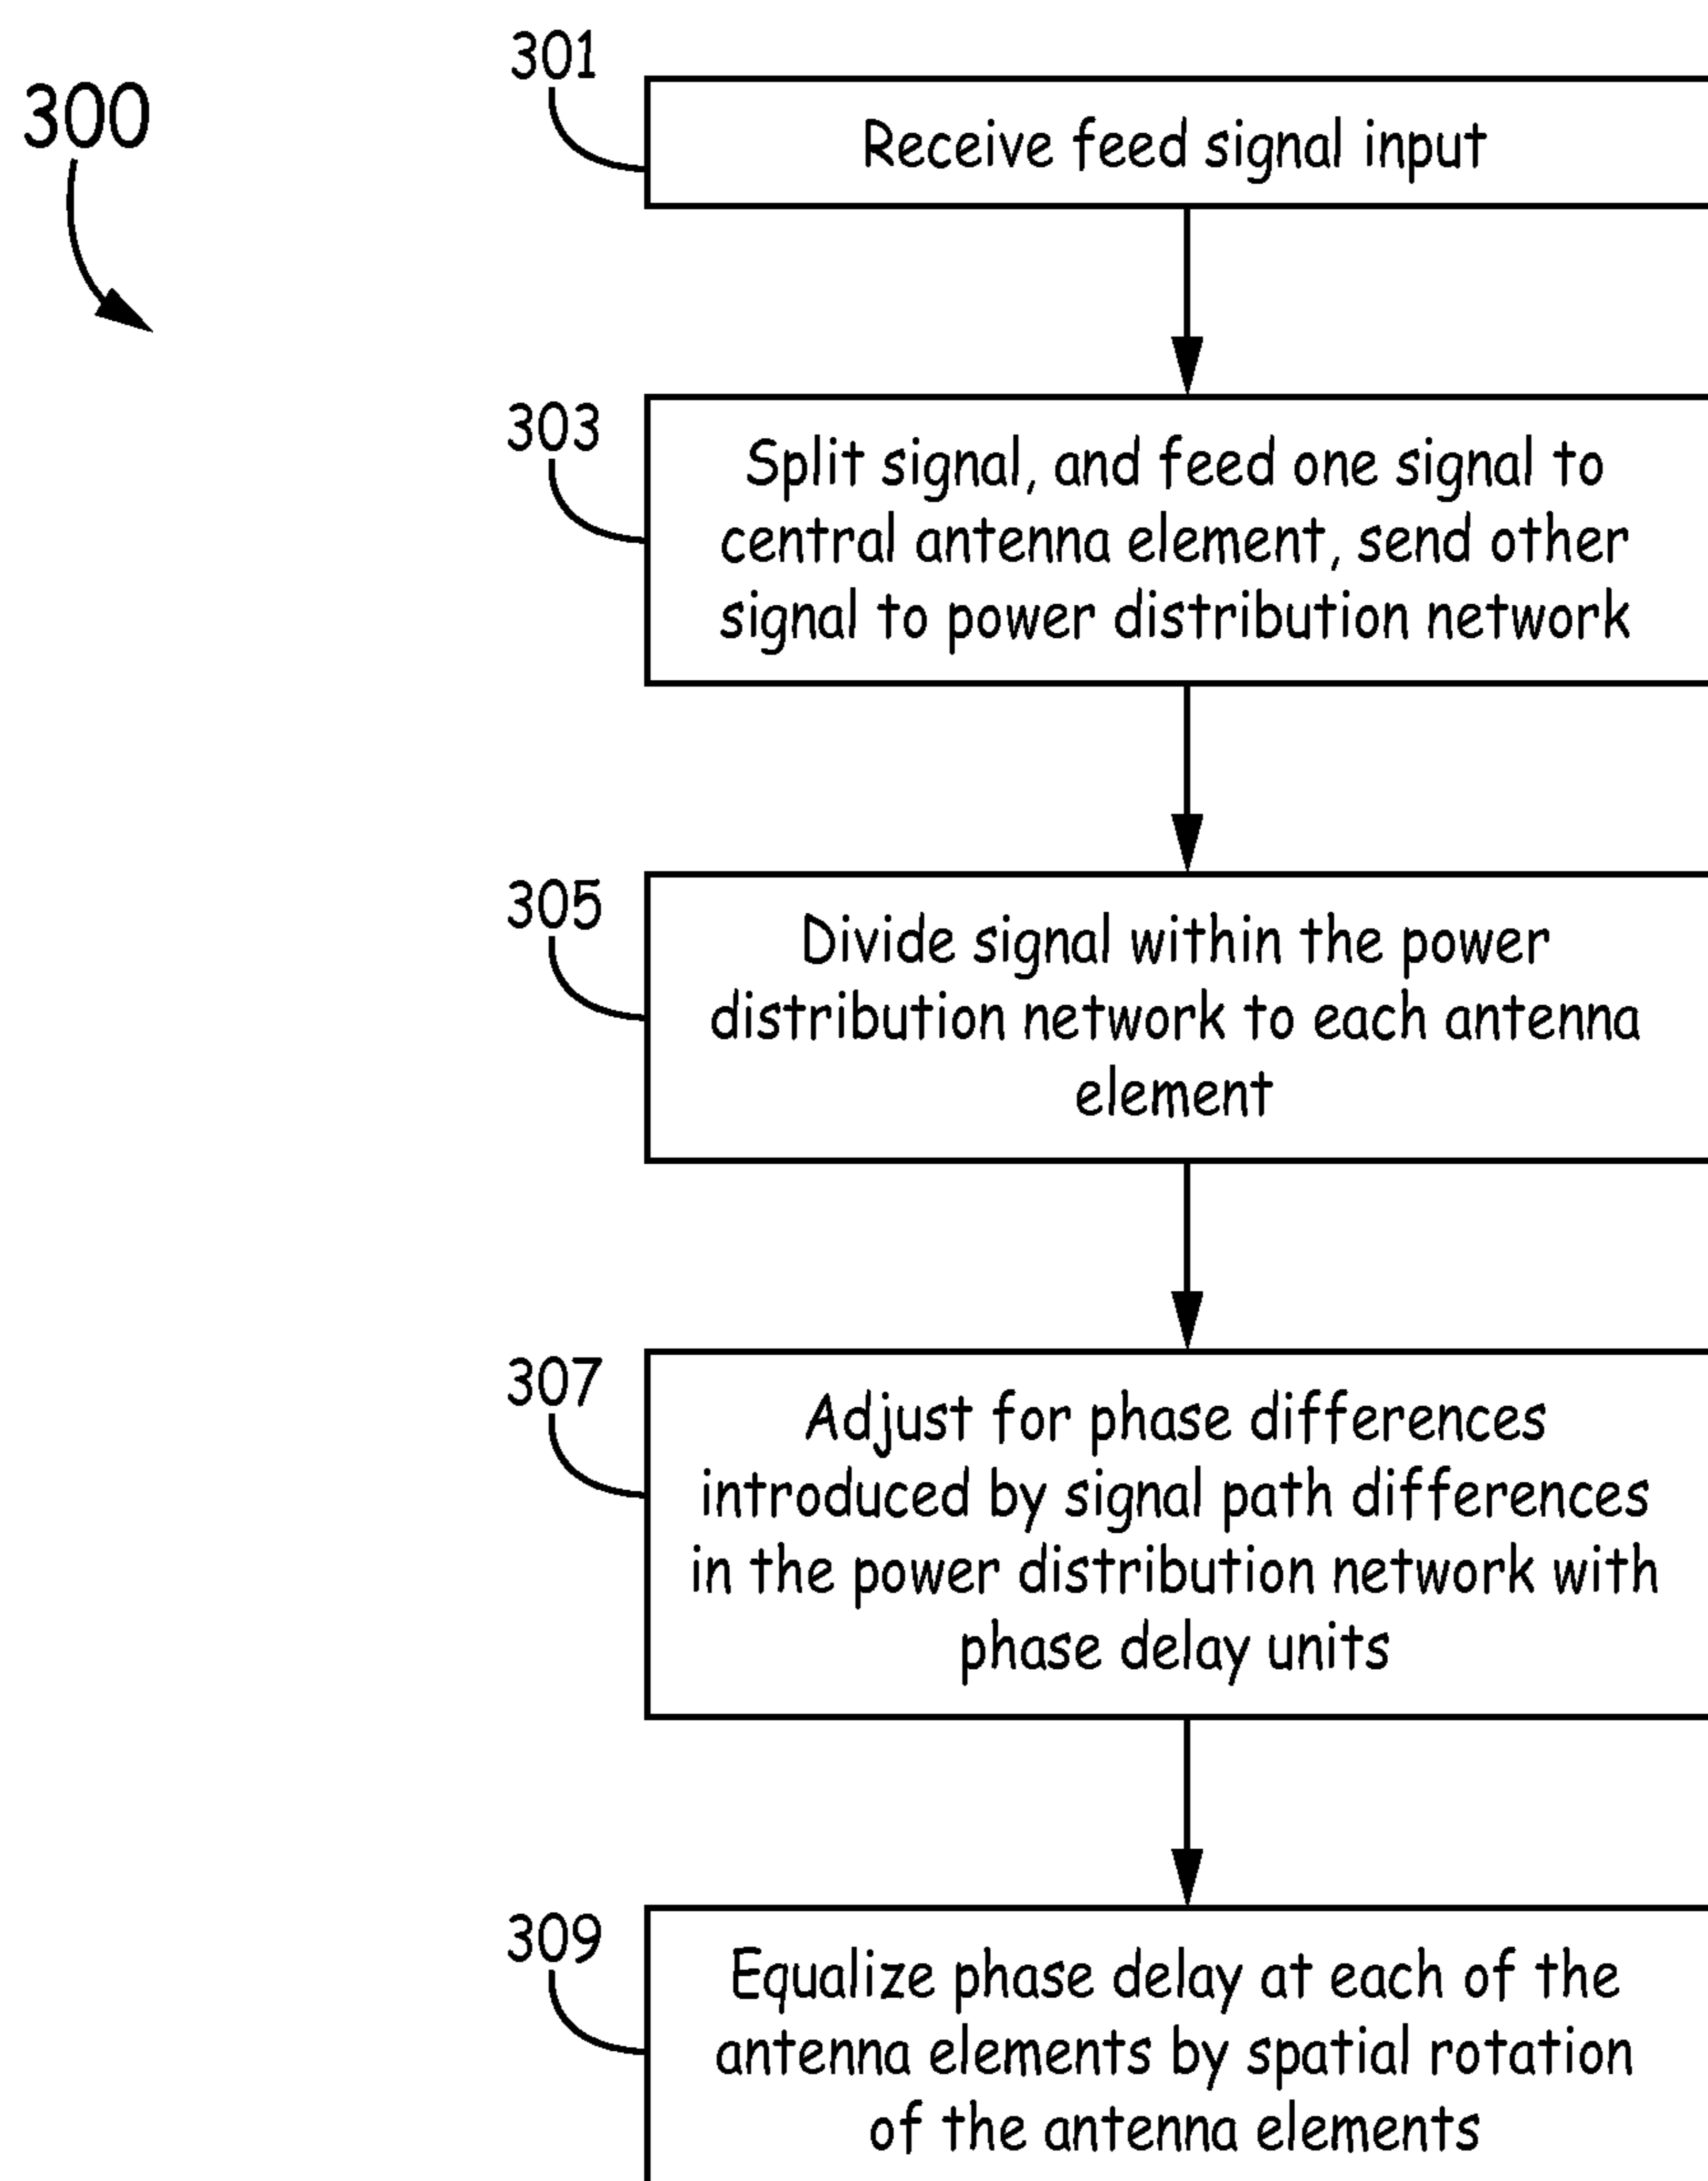 300
301
Receive feed signal input
303
Split signal, and feed one signal to
central antenna element, send other
signal to power distribution network
305
Divide signal within the power
distribution network to each antenna
element
307
Adjust for phase differences
introduced by signal path differences
in the power distribution network with
phase delay units
309
Equalize phase delay at each of the
antenna elements by spatial rotation
of the antenna elements